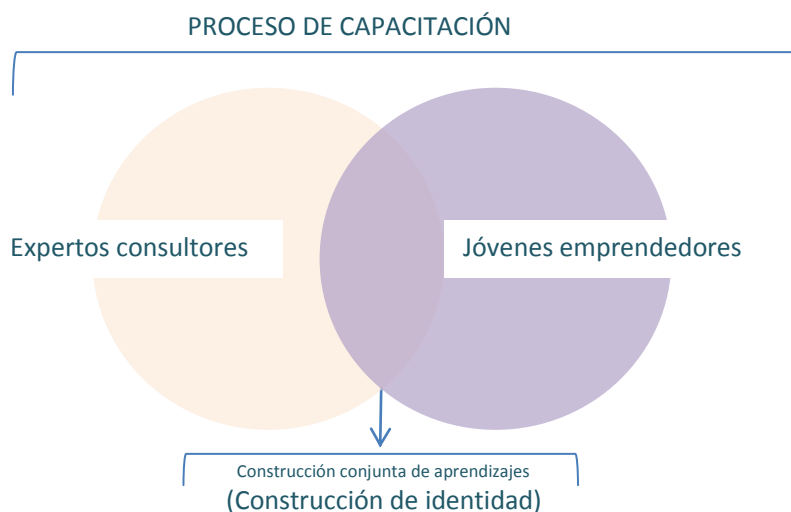 PROCESO DE CAPACITACIÓN
Expertos consultores
Jóvenes emprendedores
Construcción conjunta de aprendizajes
(Construcción de identidad)